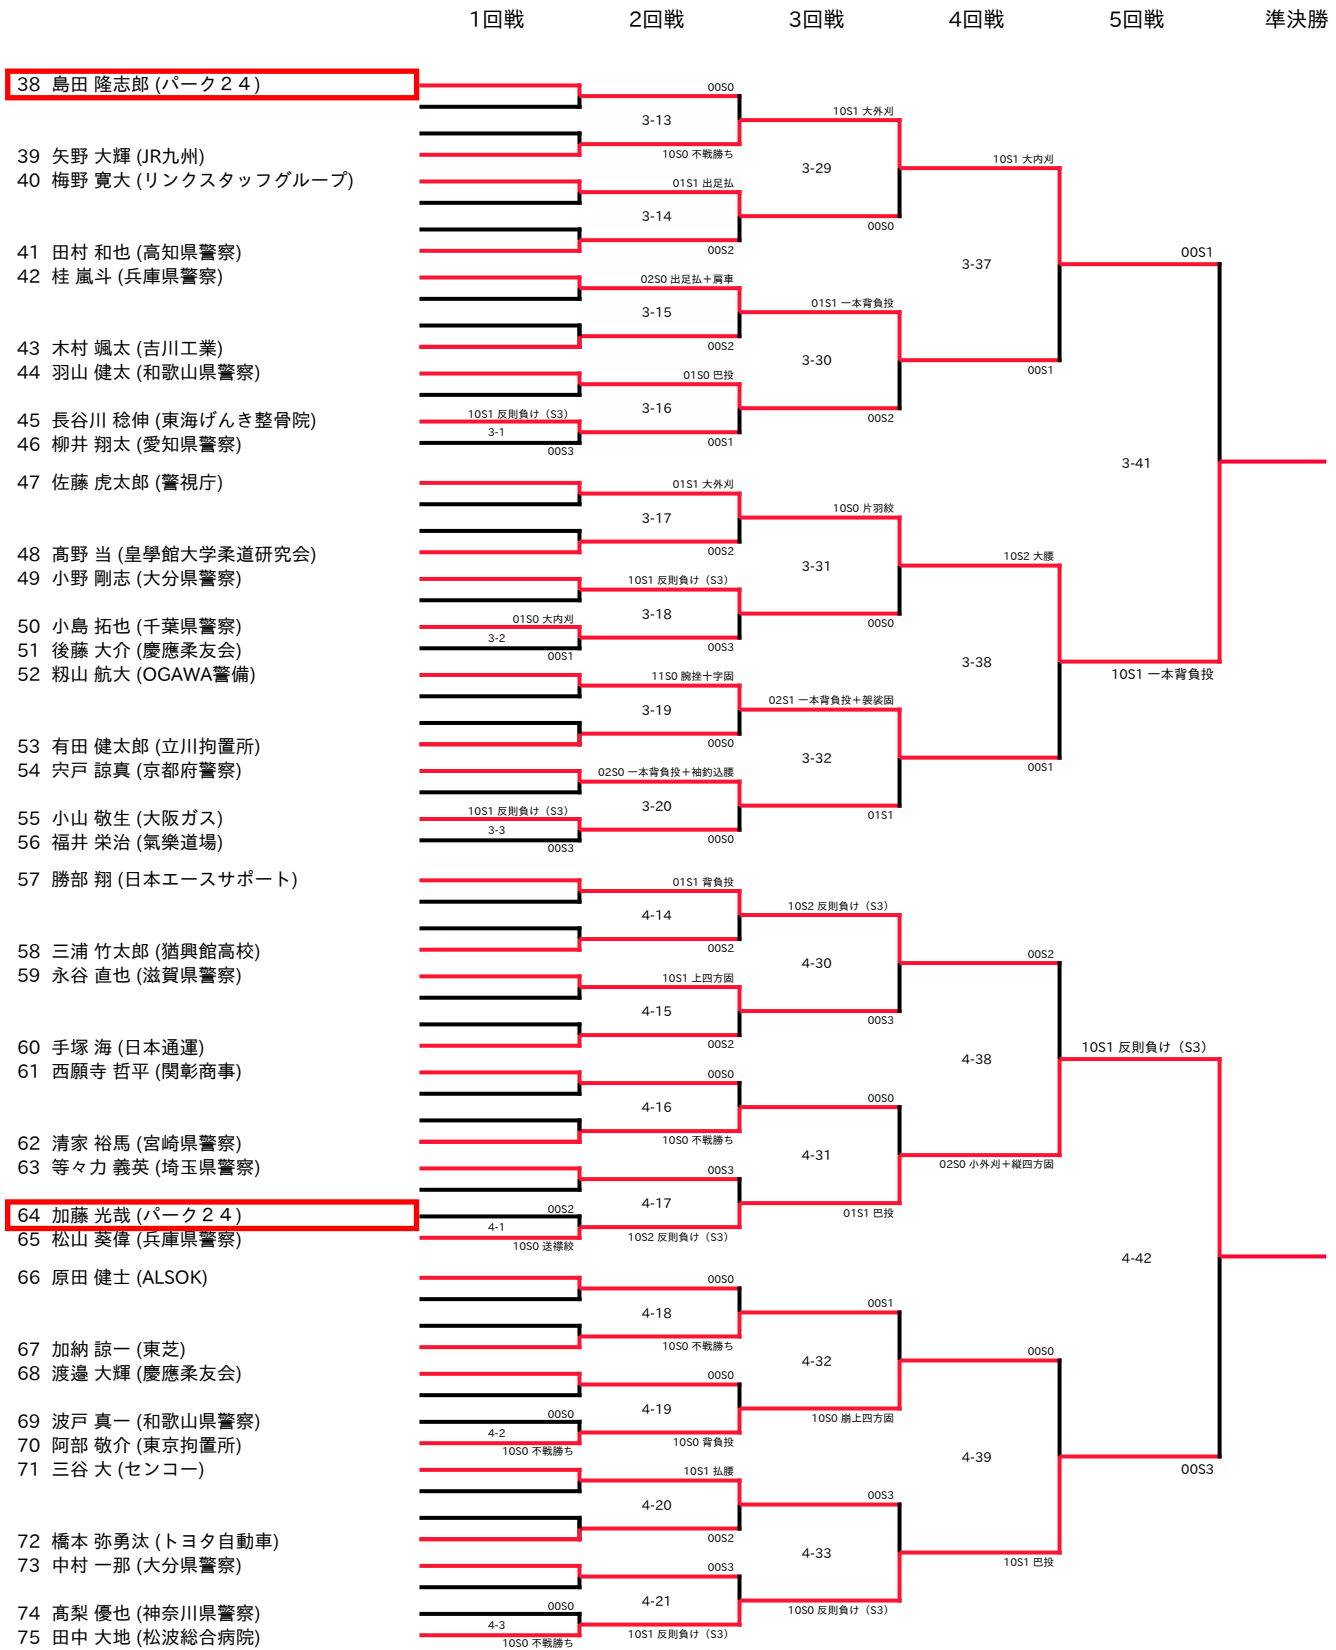 1回戦 2回戦 3回戦 4回戦 5回戦 準決勝
38 島田 隆志郎 (パーク２４)
00S0
3-13
10S1 大外刈
39 矢野 大輝 (JR九州)
10S0 不戦勝ち
3-29
10S1 大内刈
40 梅野 寛大 (リンクスタッフグループ)
01S1 出足払
3-14
00S0
41 田村 和也 (高知県警察)
00S2
3-37
00S1
42 桂 嵐斗 (兵庫県警察)
02S0 出足払＋肩車
3-15
01S1 一本背負投
43 木村 颯太 (吉川工業)
00S2
3-30
00S1
44 羽山 健太 (和歌山県警察)
01S0 巴投
3-16
00S2
45 長谷川 稔伸 (東海げんき整骨院)
10S1 反則負け（S3）
3-1
00S1
46 柳井 翔太 (愛知県警察)
00S3
3-41
47 佐藤 虎太郎 (警視庁)
01S1 大外刈
3-17
10S0 片羽絞
48 髙野 当 (皇學館大学柔道研究会)
00S2
3-31
10S2 大腰
49 小野 剛志 (大分県警察)
10S1 反則負け（S3）
3-18
00S0
50 小島 拓也 (千葉県警察)
01S0 大内刈
3-2
00S3
51 後藤 大介 (慶應柔友会)
00S1
3-38
10S1 一本背負投
52 籾山 航大 (OGAWA警備)
11S0 腕挫十字固
3-19
02S1 一本背負投＋袈裟固
53 有田 健太郎 (立川拘置所)
00S0
3-32
00S1
54 宍戸 諒真 (京都府警察)
02S0 一本背負投＋袖釣込腰
3-20
01S1
55 小山 敬生 (大阪ガス)
10S1 反則負け（S3）
3-3
00S0
56 福井 栄治 (氣樂道場)
00S3
57 勝部 翔 (日本エースサポート)
01S1 背負投
4-14
10S2 反則負け（S3）
58 三浦 竹太郎 (猶興館高校)
00S2
4-30
00S2
59 永谷 直也 (滋賀県警察)
10S1 上四方固
4-15
00S3
60 手塚 海 (日本通運)
00S2
4-38
10S1 反則負け（S3）
61 西願寺 哲平 (関彰商事)
00S0
4-16
00S0
62 清家 裕馬 (宮崎県警察)
10S0 不戦勝ち
4-31
02S0 小外刈＋縦四方固
63 等々力 義英 (埼玉県警察)
00S3
4-17
01S1 巴投
64 加藤 光哉 (パーク２４)
00S2
4-1
10S2 反則負け（S3）
65 松山 葵偉 (兵庫県警察)
10S0 送襟絞
4-42
66 原田 健士 (ALSOK)
00S0
4-18
00S1
67 加納 諒一 (東芝)
10S0 不戦勝ち
4-32
00S0
68 渡邉 大輝 (慶應柔友会)
00S0
4-19
10S0 崩上四方固
69 波戸 真一 (和歌山県警察)
00S0
4-2
10S0 背負投
70 阿部 敬介 (東京拘置所)
10S0 不戦勝ち
4-39
00S3
71 三谷 大 (センコー)
10S1 払腰
4-20
00S3
72 橋本 弥勇汰 (トヨタ自動車)
00S2
4-33
10S1 巴投
73 中村 一那 (大分県警察)
00S3
4-21
10S0 反則負け（S3）
74 髙梨 優也 (神奈川県警察)
00S0
4-3
10S1 反則負け（S3）
75 田中 大地 (松波総合病院)
10S0 不戦勝ち